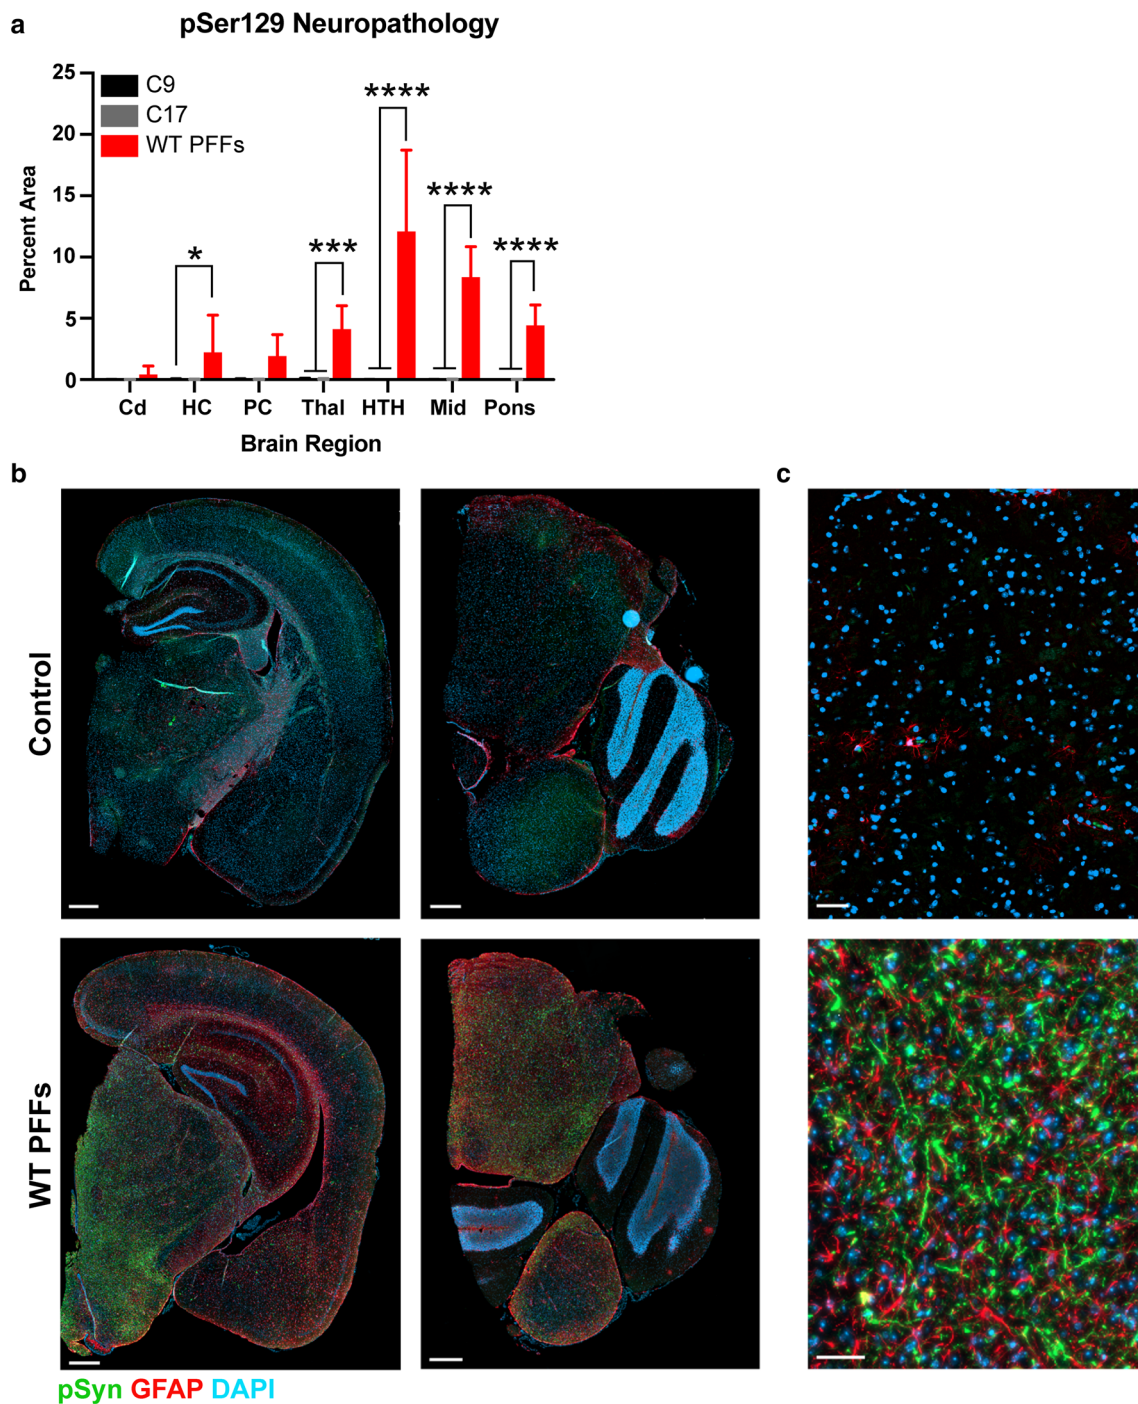 a
pSer129 Neuropathology
25
20
15
10
5
0
Percent Area
C9
C17
WT PFFs
*
***
****
****
****
Cd HC PC Thal HTH Mid Pons
Brain Region
b
c
Control
WT PFFs
pSyn GFAP DAPI